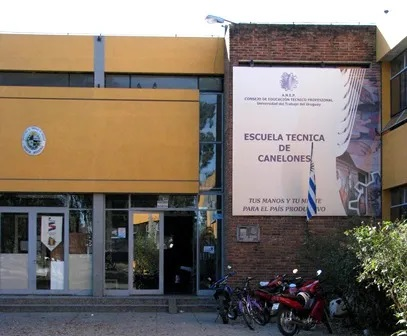 A.N.E.P.
CONSEJO DE EDUCACIÓN TECNICO PROFESIONAL
Universidad del Trabajo del Uruguay
ESCUELA TECNICA
DE
CANELONES
TUS MANOS Y TU MENTE
PARA EL PAÍS PRODUCTIVO